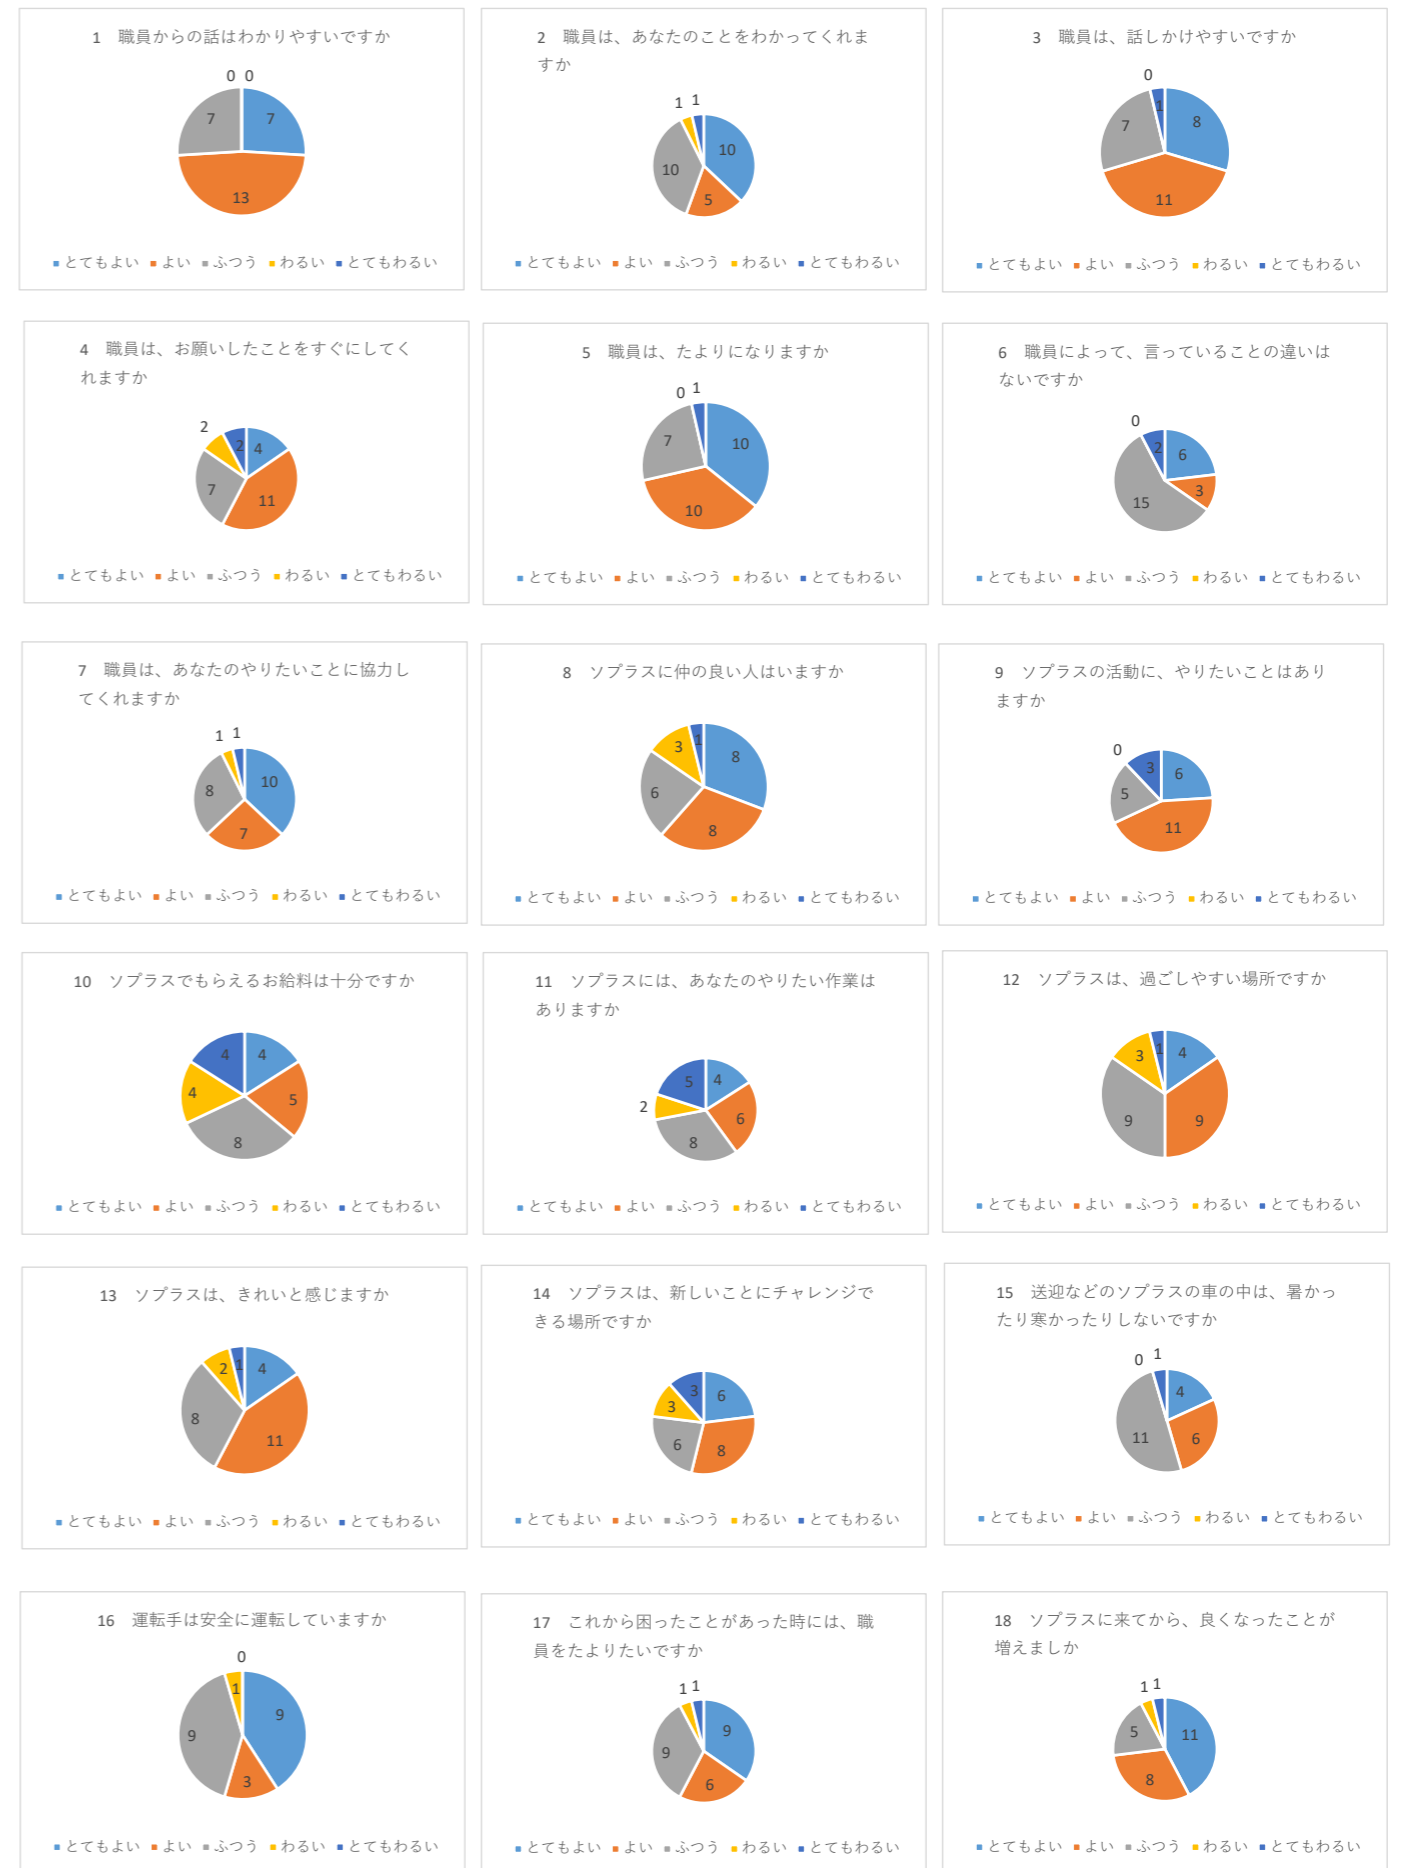 1　職員からの話はわかりやすいですか
0 0
7 7
13
とてもよい よい ふつう わるい とてもわるい
2　職員は、あなたのことをわかってくれま
すか
1 1
10
10
5
とてもよい よい ふつう わるい とてもわるい
3　職員は、話しかけやすいですか
0
1
7 8
11
とてもよい よい ふつう わるい とてもわるい
4　職員は、お願いしたことをすぐにしてく
れますか
2
2 4
7
11
とてもよい よい ふつう わるい とてもわるい
5　職員は、たよりになりますか
0 1
7 10
10
とてもよい よい ふつう わるい とてもわるい
6　職員によって、言っていることの違いは
ないですか
0
2 6
15 3
とてもよい よい ふつう わるい とてもわるい
7　職員は、あなたのやりたいことに協力し
てくれますか
1 1
8 10
7
とてもよい よい ふつう わるい とてもわるい
8　ソプラスに仲の良い人はいますか
3 1 8
6
8
とてもよい よい ふつう わるい とてもわるい
9　ソプラスの活動に、やりたいことはあり
ますか
0
3 6
5
11
とてもよい よい ふつう わるい とてもわるい
10　ソプラスでもらえるお給料は十分ですか
4 4
4 5
8
とてもよい よい ふつう わるい とてもわるい
11　ソプラスには、あなたのやりたい作業は
ありますか
5 4
2 6
8
とてもよい よい ふつう わるい とてもわるい
12　ソプラスは、過ごしやすい場所ですか
3 1 4
9 9
とてもよい よい ふつう わるい とてもわるい
13　ソプラスは、きれいと感じますか
2 1 4
8
11
とてもよい よい ふつう わるい とてもわるい
14　ソプラスは、新しいことにチャレンジで
きる場所ですか
3 6
3
6 8
とてもよい よい ふつう わるい とてもわるい
15　送迎などのソプラスの車の中は、暑かっ
たり寒かったりしないですか
0 1
4
11 6
とてもよい よい ふつう わるい とてもわるい
16　運転手は安全に運転していますか
0
1 9
9
3
とてもよい よい ふつう わるい とてもわるい
17　これから困ったことがあった時には、職
員をたよりたいですか
1 1
9
9
6
とてもよい よい ふつう わるい とてもわるい
18　ソプラスに来てから、良くなったことが
増えましか
1 1
5 11
8
とてもよい よい ふつう わるい とてもわるい